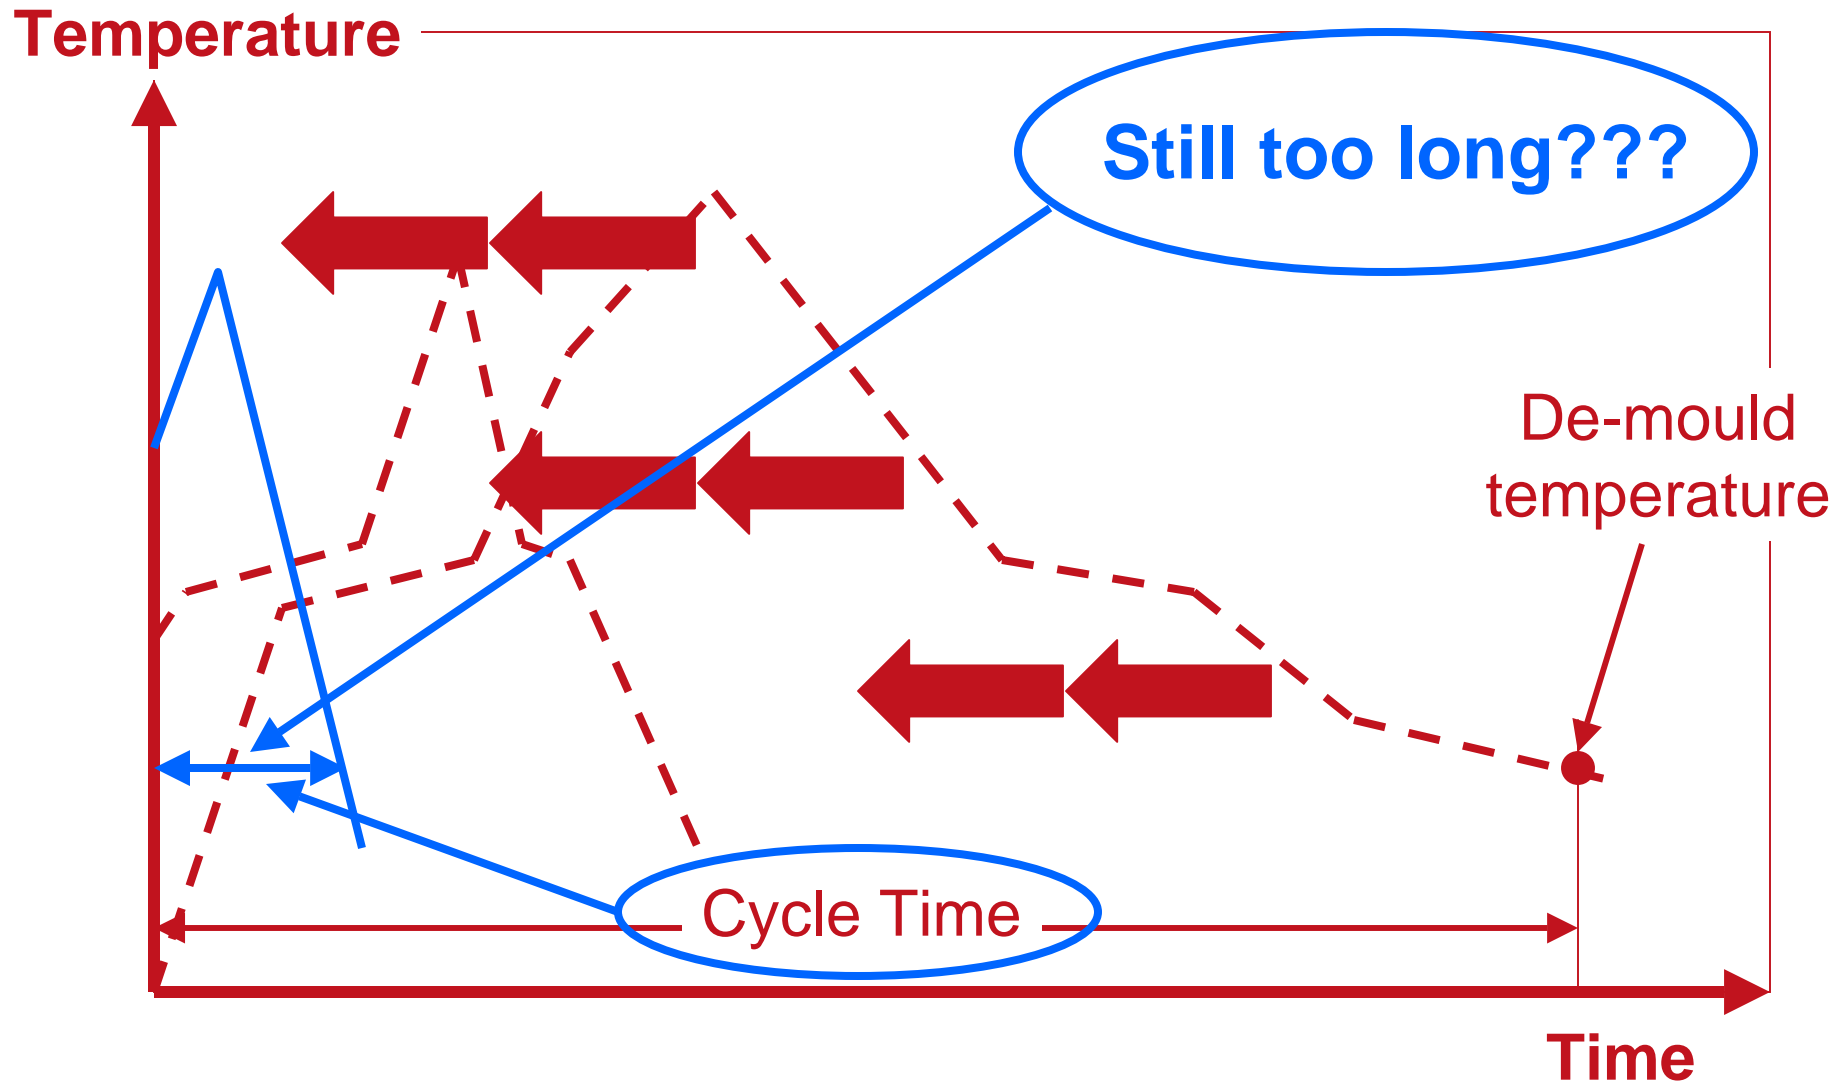 Temperature
Still too long???
De-mould
temperature
Cycle Time
Time